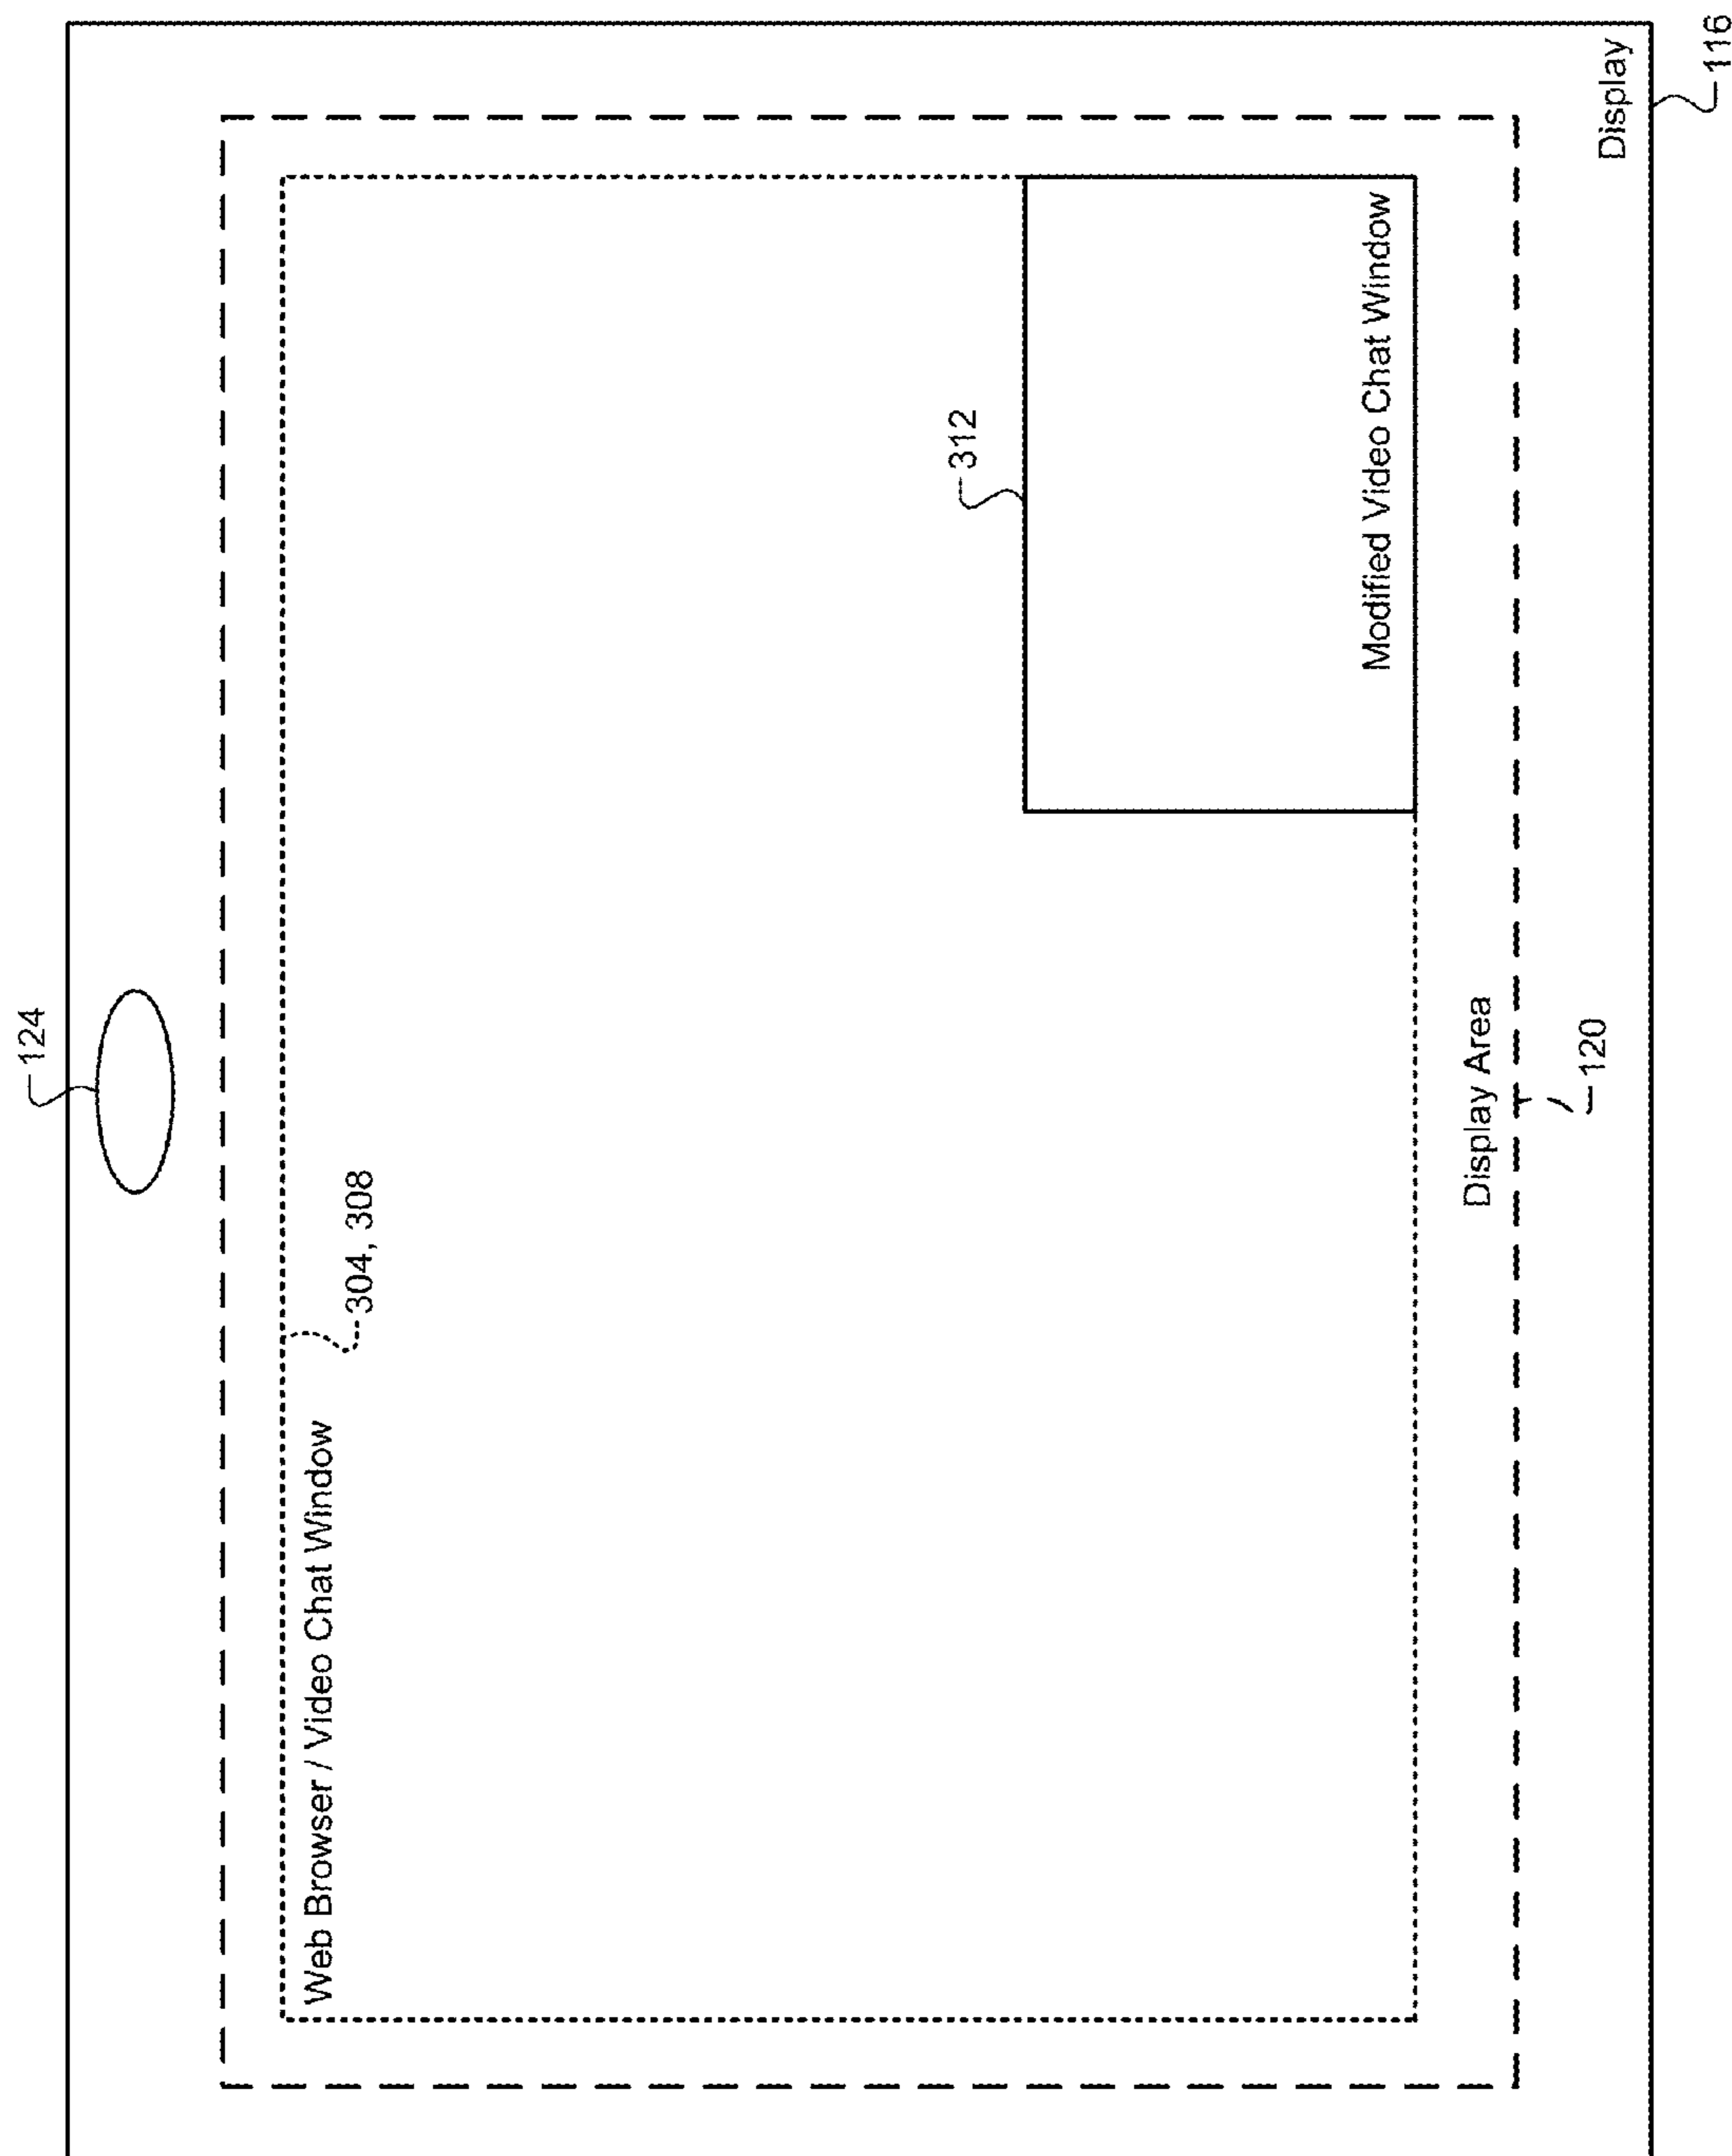 124
Web Browser / Video Chat Window
304, 308
312
Modified Video Chat Window
Display Area
120
Display
116